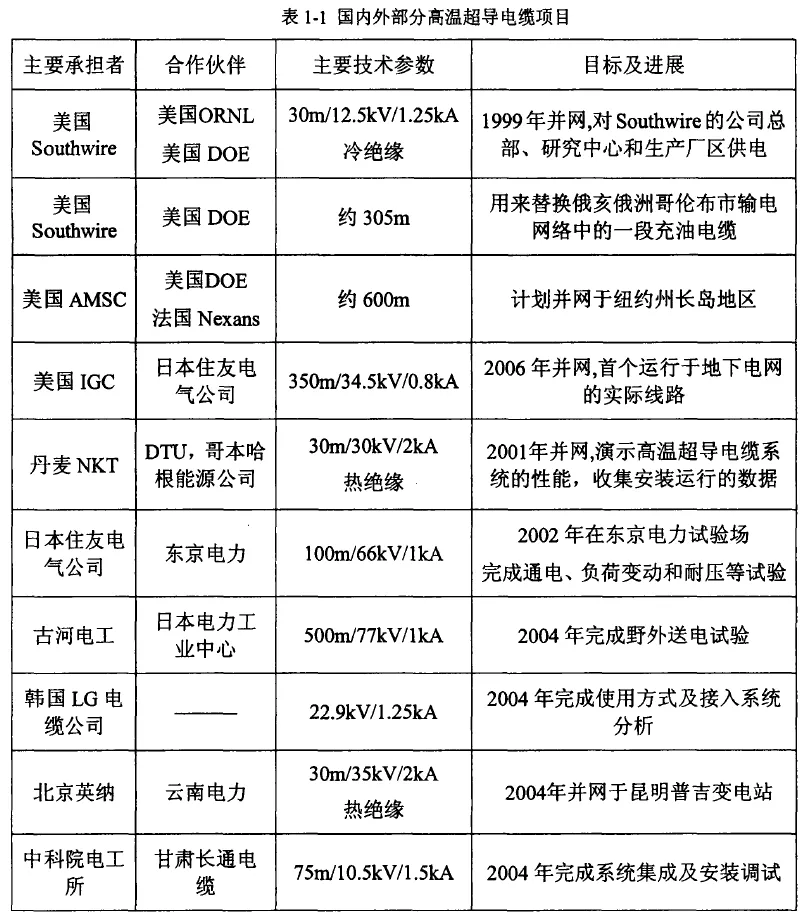 表 1-1 国内外部分高温超导电缆项目
主要承担者 合作伙伴 主要技术参数 目标及进展
美国
Southwire
美国ORNL
美国 DOE
30m/12.5kV/1.25kA
冷绝缘
1999年并网,对Southwire的公司总
部、研究中心和生产厂区供电
美国
Southwire
美国 DOE
约 305m
用来替换俄亥俄洲哥伦布市输电
网络中的一段充油电缆
美国 AMSC
美国DOE
法国 Nexans
约 600m
计划并网于纽约州长岛地区
美国 IGC
日本住友电
气公司
350m/34.5kV/0.8kA
2006 年并网,首个运行于地下电网
的实际线路
丹麦 NKT
DTU，哥本哈
根能源公司
30m/30kV/2kA
热绝缘
2001年并网,演示高温超导电缆系
统的性能，收集安装运行的数据
日本住友电
气公司
东京电力
100m/66kV/1kA
2002 年在东京电力试验场
完成通电、负荷变动和耐压等试验
古河电工
日本电力工
业中心
500m/77kV/1kA
2004 年完成野外送电试验
韩国 LG 电
缆公司
———
22.9kV/1.25kA
2004 年完成使用方式及接入系统
分析
北京英纳
云南电力
30m/35kV/2kA
热绝缘
2004年并网于昆明普吉变电站
中科院电工
所
甘肃长通电
缆
75m/10.5kV/1.5kA
2004 年完成系统集成及安装调试